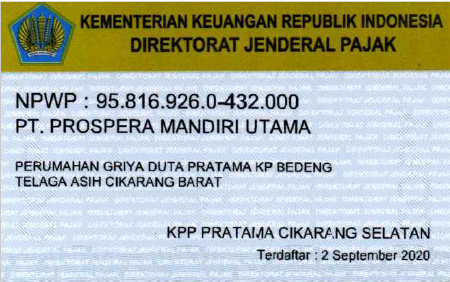 KEMENTERIAN KEUANGAN REPUBLIK INDONESIA
DIREKTORAT JENDERAL PAJAK
NPWP : 95.816.926.0-432.000
PT. PROSPERA MANDIRI UTAMA
PERUMAHAN GRIYA DUTA PRATAMA KP BEDENG
TELAGA ASIH CIKARANG BARAT
KPP PRATAMA CIKARANG SELATAN
Terdaftar : 2 September 2020